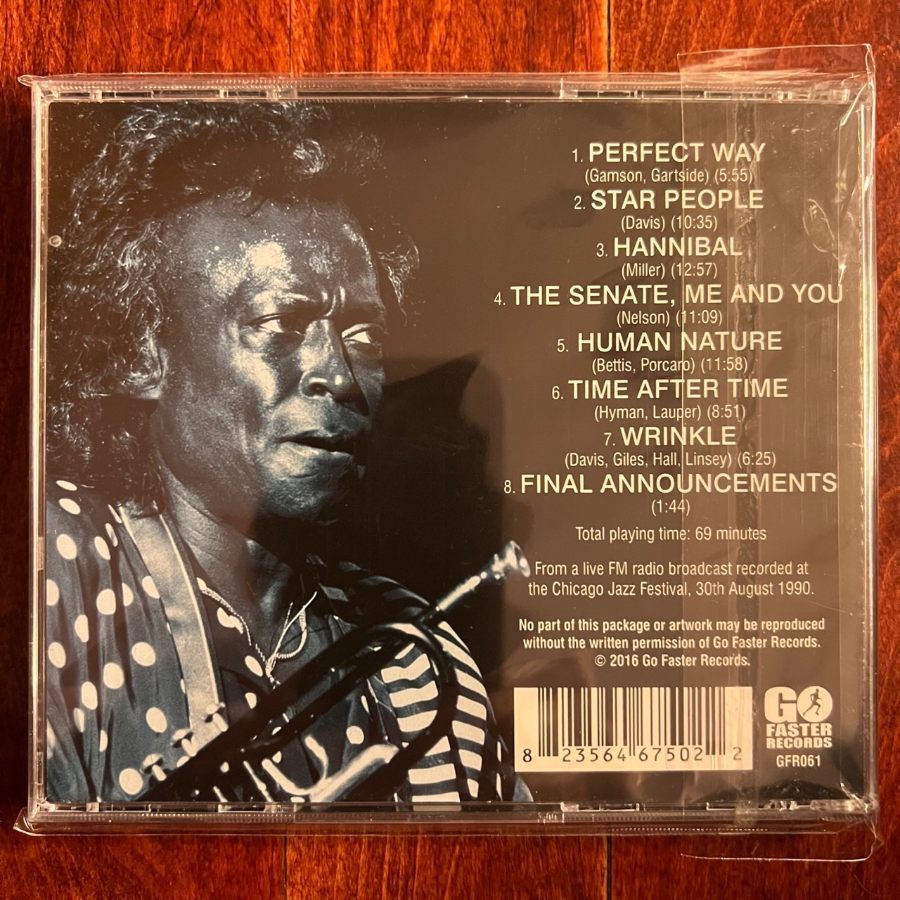 1. PERFECT WAY
(Gamson, Gartside) (5:55)
2. STAR PEOPLE
(Davis) (10:35)
3. HANNIBAL
(Miller) (12:57)
4. THE SENATE, ME AND YOU
(Nelson) (11:09)
5. HUMAN NATURE
(Bettis, Porcaro) (11:58)
6. TIME AFTER TIME
(Hyman, Lauper) (8:51)
7. WRINKLE
(Davis, Giles, Hall, Linsey) (6:25)
8. FINAL ANNOUNCEMENTS
(1:44)
Total playing time: 69 minutes
From a live FM radio broadcast recorded at
the Chicago Jazz Festival, 30th August 1990.
No part of this package or artwork may be reproduced
without the written permission of Go Faster Records.
© 2016 Go Faster Records.
8 23564 67502 2
GO
FASTER
RECORDS
GFR061